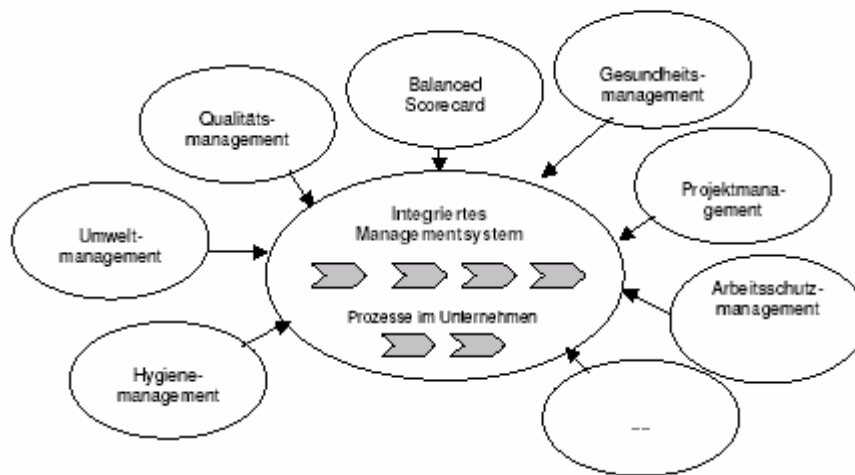 Balanced
Scorecard
Gesundheits-
management
Qualitäts-
management
Projektmana-
gement
Umwelt-
management
Integriertes
Managementsystem
Arbeitsschutz-
management
Prozesse im Unternehmen
Hygiene-
management
__